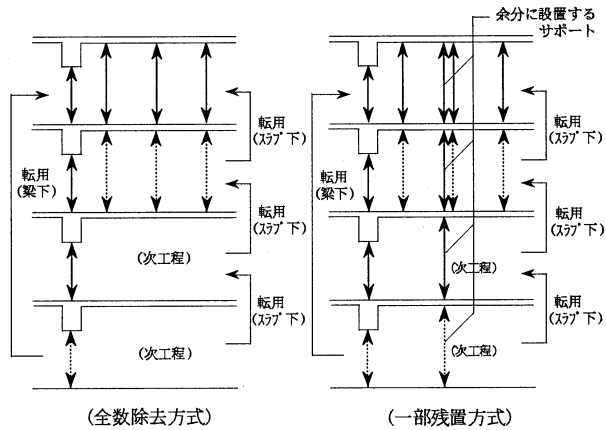 余分に設置する
サポート
転用
(スラブ下)
転用
(梁下)
転用
(スラブ下)
(次工程)
転用
(スラブ下)
(次工程)
(全数除去方式)
転用
(スラブ下)
転用
(梁下)
転用
(スラブ下)
(次工程)
転用
(スラブ下)
(次工程)
(一部残置方式)